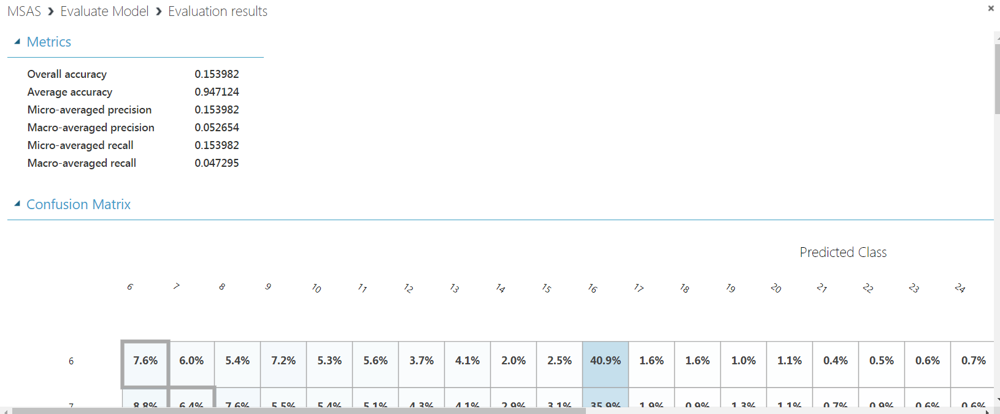 MSAS > Evaluate Model > Evaluation results ×
Metrics
Overall accuracy 0.153982
Average accuracy 0.947124
Micro-averaged precision 0.153982
Macro-averaged precision 0.052654
Micro-averaged recall 0.153982
Macro-averaged recall 0.047295
Confusion Matrix
Predicted Class
6 7 8 9 10 11 12 13 14 15 16 17 18 19 20 21 22 23 24
6 7.6% 6.0% 5.4% 7.2% 5.3% 5.6% 3.7% 4.1% 2.0% 2.5% 40.9% 1.6% 1.6% 1.0% 1.1% 0.4% 0.5% 0.6% 0.7%
7 8.8% 6.4% 7.6% 5.5% 5.4% 5.1% 4.3% 4.1% 2.9% 3.1% 35.9% 1.9% 0.9% 1.3% 1.1% 0.7% 0.9% 0.6% 0.6%